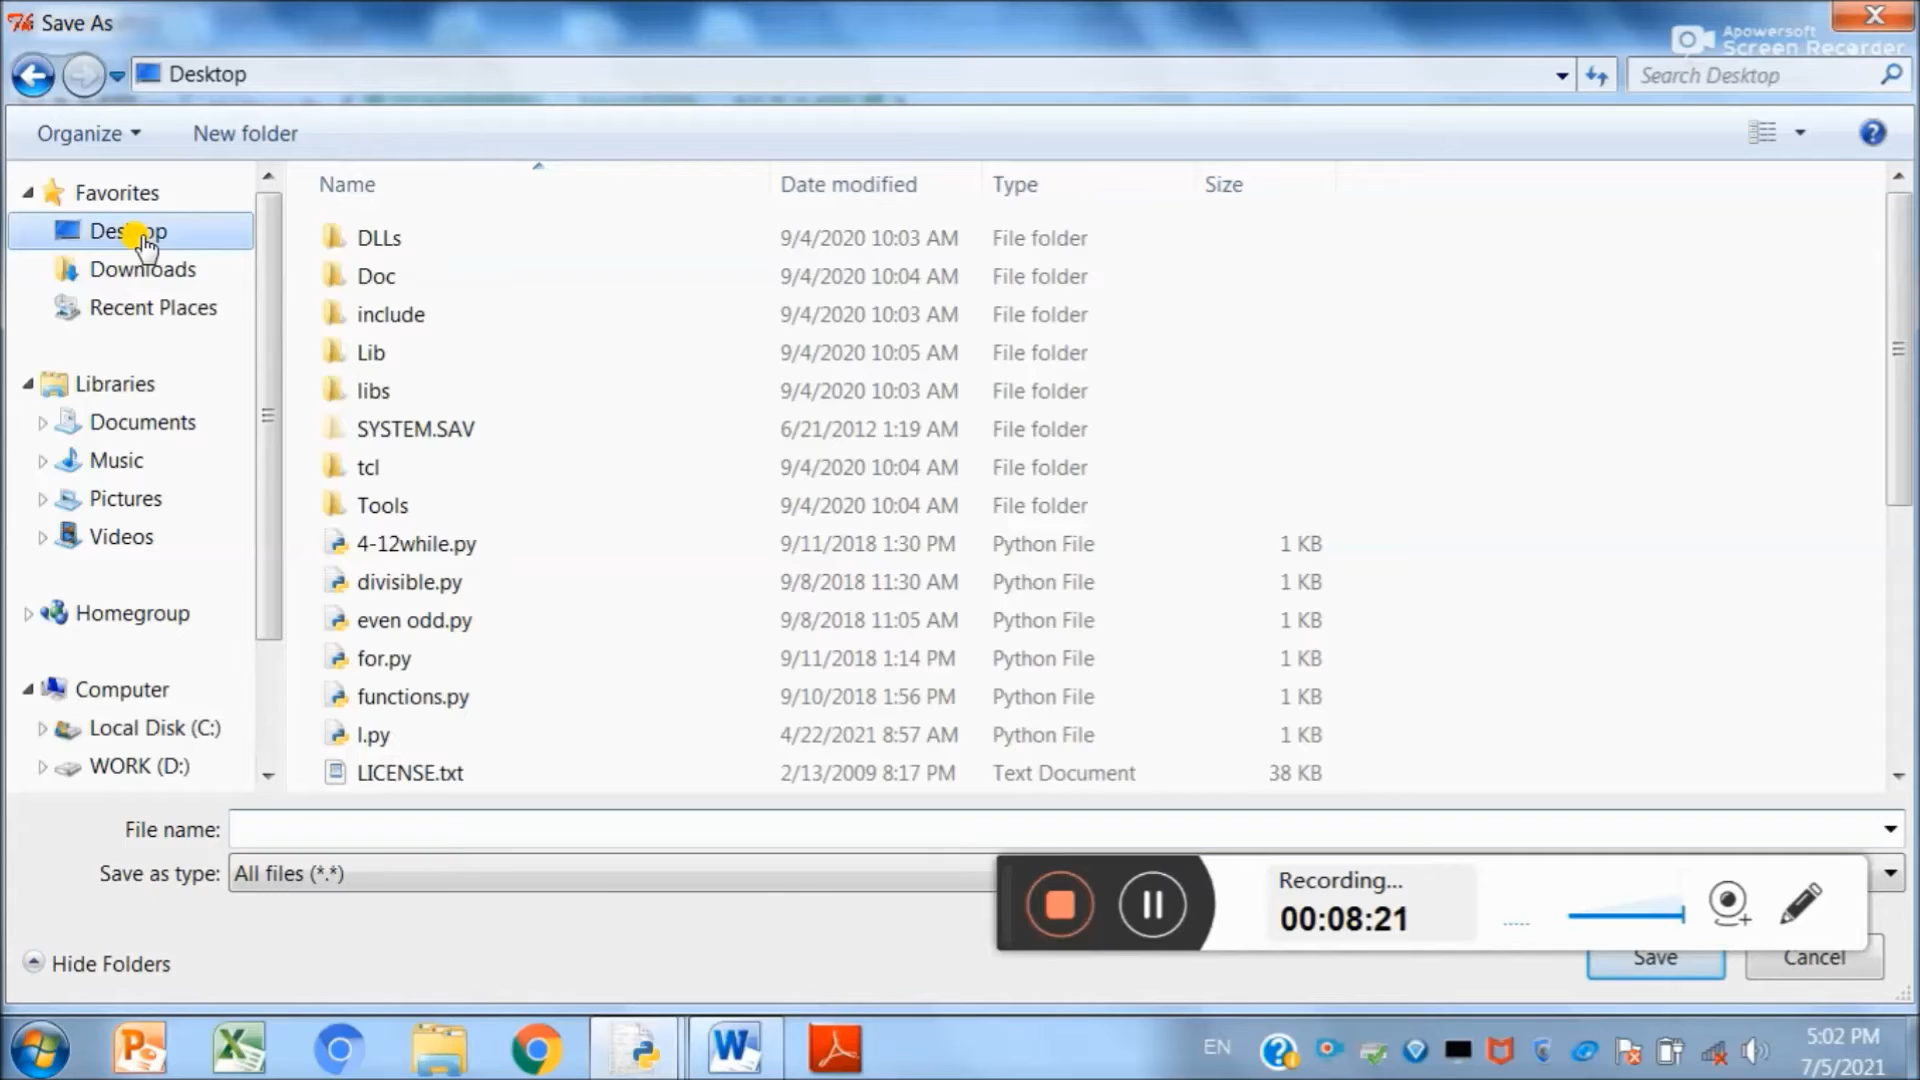 Save As
Apowersoft
Screen Recorder
Desktop
Search Desktop
Organize
New folder
Name Date modified Type Size
Favorites
Desktop
Downloads
Recent Places
Libraries
Documents
Music
Pictures
Videos
Homegroup
Computer
Local Disk (C:)
WORK (D:)
DLLs 9/4/2020 10:03 AM File folder
Doc 9/4/2020 10:04 AM File folder
include 9/4/2020 10:03 AM File folder
Lib 9/4/2020 10:05 AM File folder
libs 9/4/2020 10:03 AM File folder
SYSTEM.SAV 6/21/2012 1:19 AM File folder
tcl 9/4/2020 10:04 AM File folder
Tools 9/4/2020 10:04 AM File folder
4-12while.py 9/11/2018 1:30 PM Python File 1 KB
divisible.py 9/8/2018 11:30 AM Python File 1 KB
even odd.py 9/8/2018 11:05 AM Python File 1 KB
for.py 9/11/2018 1:14 PM Python File 1 KB
functions.py 9/10/2018 1:56 PM Python File 1 KB
l.py 4/22/2021 8:57 AM Python File 1 KB
LICENSE.txt 2/13/2009 8:17 PM Text Document 38 KB
File name:
Save as type: All files (*.*)
Recording...
00:08:21
Hide Folders
Save
Cancel
EN
5:02 PM
7/5/2021